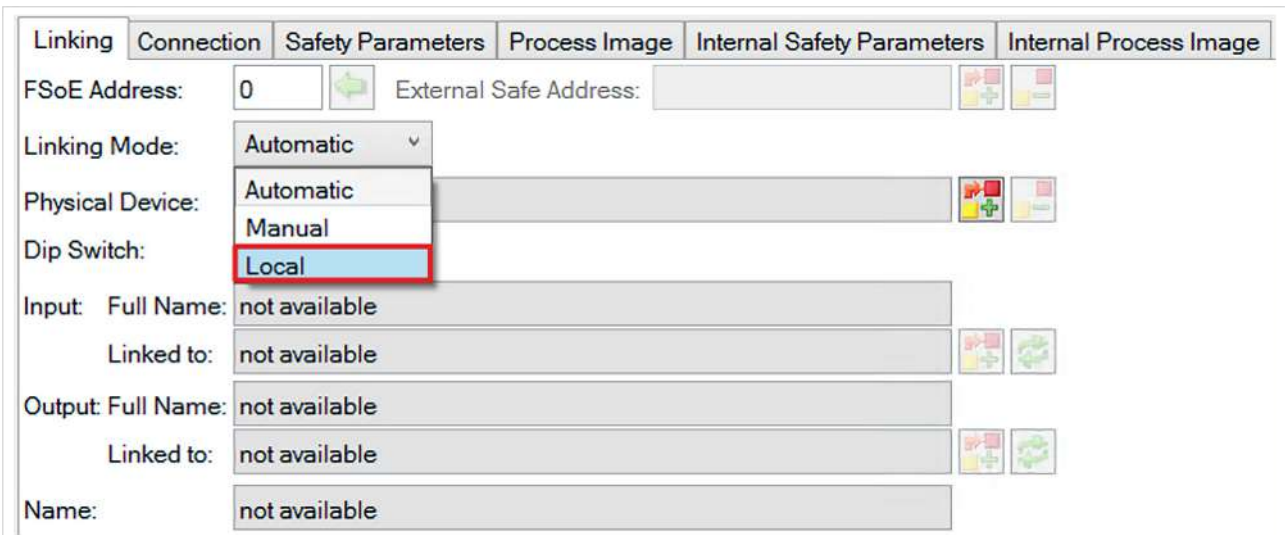 Linking Connection Safety Parameters Process Image Internal Safety Parameters Internal Process Image
FSoE Address: 0 External Safe Address:
Linking Mode: Automatic
Automatic
Physical Device:
Manual
Dip Switch:
Local
Input: Full Name: not available
Linked to: not available
Output: Full Name: not available
Linked to: not available
Name: not available